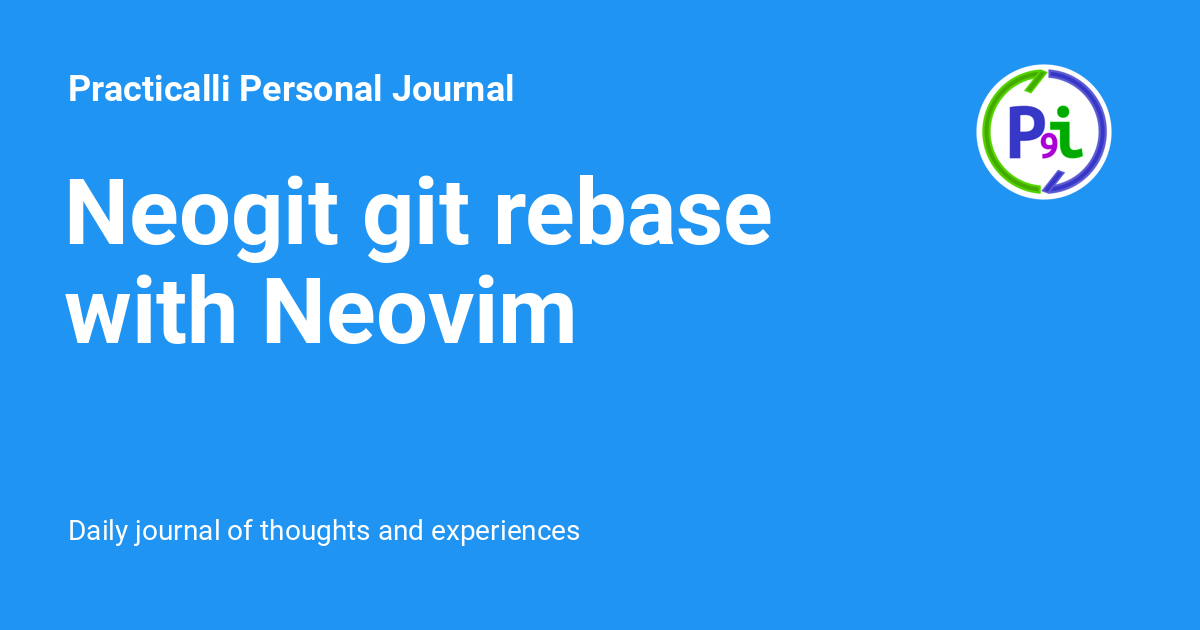 Practicalli Personal Journal
P9i
Neogit git rebase
with Neovim
Daily journal of thoughts and experiences